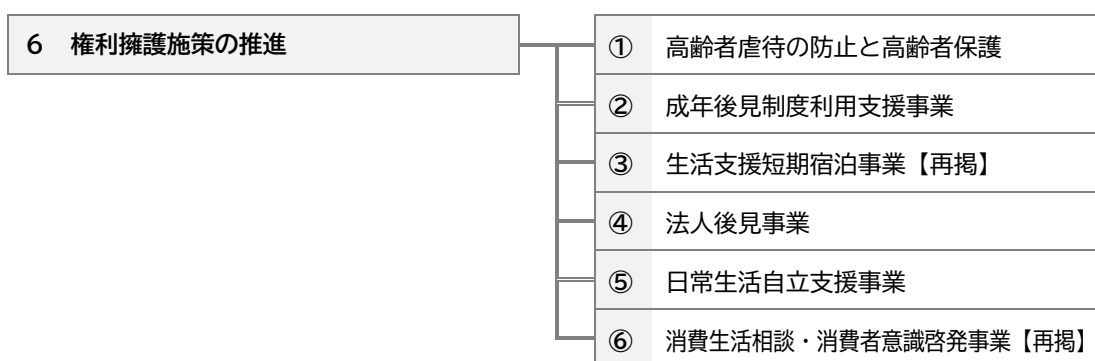 6 権利擁護施策の推進
① 高齢者虐待の防止と高齢者保護
② 成年後見制度利用支援事業
③ 生活支援短期宿泊事業【再掲】
④ 法人後見事業
⑤ 日常生活自立支援事業
⑥ 消費生活相談・消費者意識啓発事業【再掲】